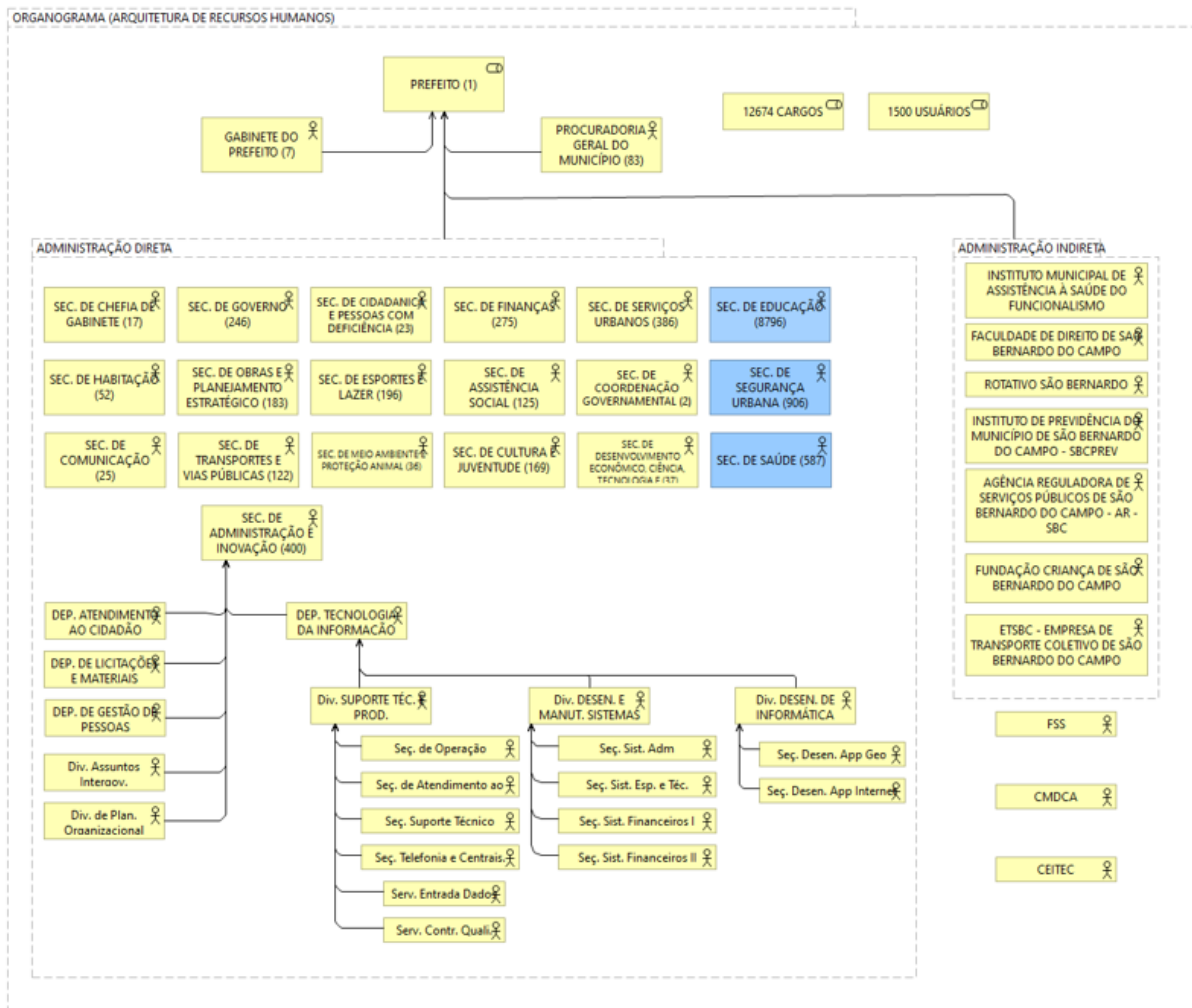 ORGANOGRAMA (ARQUITETURA DE RECURSOS HUMANOS)
PREFEITO (1)
12674 CARGOS
1500 USUÁRIOS
GABINETE DO
PREFEITO (7)
PROCURADORIA
GERAL DO
MUNICÍPIO (83)
ADMINISTRAÇÃO DIRETA
SEC. DE CHEFIA DE
GABINETE (17)
SEC. DE GOVERNO
(246)
SEC. DE CIDADANICA
E PESSOAS COM
DEFICIÊNCIA (23)
SEC. DE FINANÇAS
(275)
SEC. DE SERVIÇOS
URBANOS (386)
SEC. DE EDUCAÇÃO
(8796)
SEC. DE HABITAÇÃO
(52)
SEC. DE OBRAS E
PLANEJAMENTO
ESTRATÉGICO (183)
SEC. DE ESPORTES E
LAZER (196)
SEC. DE
ASSISTÊNCIA
SOCIAL (125)
SEC. DE
COORDENAÇÃO
GOVERNAMENTAL (2)
SEC. DE
SEGURANÇA
URBANA (906)
SEC. DE
COMUNICAÇÃO
(25)
SEC. DE
TRANSPORTES E
VIAS PÚBLICAS (122)
SEC. DE MEIO AMBIENTE E
PROTEÇÃO ANIMAL (36)
SEC. DE CULTURA E
JUVENTUDE (169)
SEC. DE
DESENVOLVIMENTO
ECONÔMICO, CIÊNCIA,
TECNOLOGIA E (37)
SEC. DE SAÚDE (587)
SEC. DE
ADMINISTRAÇÃO E
INOVAÇÃO (400)
DEP. ATENDIMENTO
AO CIDADÃO
DEP. TECNOLOGIA
DA INFORMAÇÃO
DEP. DE LICITAÇÕES
E MATERIAIS
DEP. DE GESTÃO DE
PESSOAS
Div. Assuntos
Intergov.
Div. de Plan.
Organizacional
Div. SUPORTE TÉC. E
PROD.
Seç. de Operação
Seç. de Atendimento ao
Seç. Suporte Técnico
Seç. Telefonia e Centrais.
Serv. Entrada Dados
Serv. Contr. Quali.
Div. DESEN. E
MANUT. SISTEMAS
Seç. Sist. Adm
Seç. Sist. Esp. e Téc.
Seç. Sist. Financeiros I
Seç. Sist. Financeiros II
Div. DESEN. DE
INFORMÁTICA
Seç. Desen. App Geo
Seç. Desen. App Internet
ADMINISTRAÇÃO INDIRETA
INSTITUTO MUNICIPAL DE
ASSISTÊNCIA À SAÚDE DO
FUNCIONALISMO
FACULDADE DE DIREITO DE SÃO
BERNARDO DO CAMPO
ROTATIVO SÃO BERNARDO
INSTITUTO DE PREVIDÊNCIA DO
MUNICÍPIO DE SÃO BERNARDO
DO CAMPO - SBCPREV
AGÊNCIA REGULADORA DE
SERVIÇOS PÚBLICOS DE SÃO
BERNARDO DO CAMPO - AR -
SBC
FUNDAÇÃO CRIANÇA DE SÃO
BERNARDO DO CAMPO
ETSBC - EMPRESA DE
TRANSPORTE COLETIVO DE SÃO
BERNARDO DO CAMPO
FSS
CMDCA
CEITEC